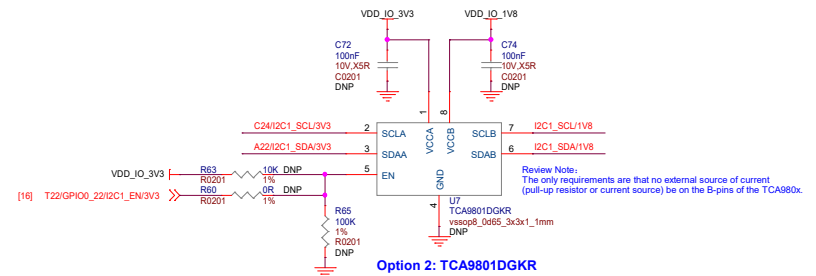 VDD_IO_3V3
VDD_IO_1V8
C72
100nF
10V,X5R
C0201
DNP
C74
100nF
10V,X5R
C0201
DNP
1
8
VCCA
VCCB
C24/I2C1_SCL/3V3
2
SCLA
SCLB
7
I2C1_SCL/1V8
A22/I2C1_SDA/3V3
3
SDAA
SDAB
6
I2C1_SDA/1V8
VDD_IO_3V3
R63
10K
DNP
R0201
1%
5
EN
GND
4
[16]
T22/GPIO0_22/I2C1_EN/3V3
R60
0R
DNP
R0201
1%
R65
100K
1%
R0201
DNP
U7
TCA9801DGKR
vssop8_0d65_3x3x1_1mm
DNP
Review Note:
The only requirements are that no external source of current
(pull-up resistor or current source) be on the B-pins of the TCA980x.
Option 2: TCA9801DGKR